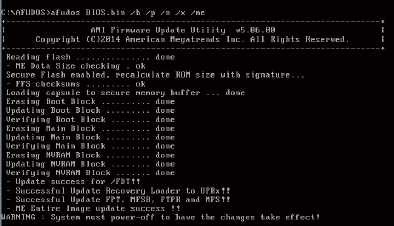 C:\AFUDOS>afudos BIOS.bin /b /p /n /x /me
AMI Firmware Update Utility v5.06.00
Copyright (C)2014 American Megatrends Inc. All Rights Reserved.
Reading flash .............. done
- ME Data Size checking . ok
Secure Flash enabled, recalculate ROM size with signature...
- FFS checksums ......... ok
Loading capsule to secure memory buffer ... done
Erasing Boot Block ......... done
Updating Boot Block ........ done
Verifying Boot Block ....... done
Erasing Main Block ......... done
Updating Main Block ........ done
Verifying Main Block ....... done
Erasing NVRAM Block ........ done
Updating NVRAM Block ....... done
Verifying NVRAM Block ...... done
- Update success for /FDT!!
- Successful Update Recovery Loader to OPRx!!
- Successful Update FPT, MFSB, FTPR and MFS!!
- ME Entire Image update success !!
WARNING : System must power-off to have the changes take effect!